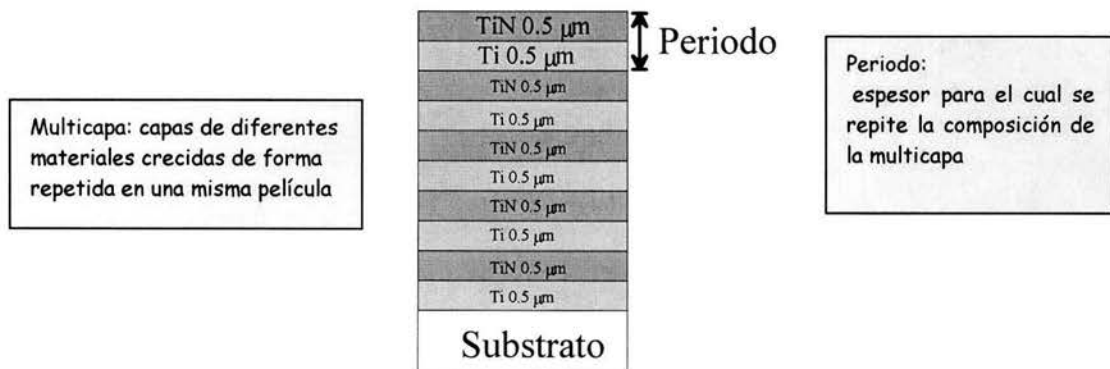 Multicapa: capas de diferentes
materiales crecidas de forma
repetida en una misma película
TiN 0.5 μm
Ti 0.5 μm
TiN 0.5 μm
Ti 0.5 μm
TiN 0.5 μm
Ti 0.5 μm
TiN 0.5 μm
Ti 0.5 μm
TiN 0.5 μm
Ti 0.5 μm
Substrato
Periodo
Periodo:
espesor para el cual se
repite la composición de
la multicapa